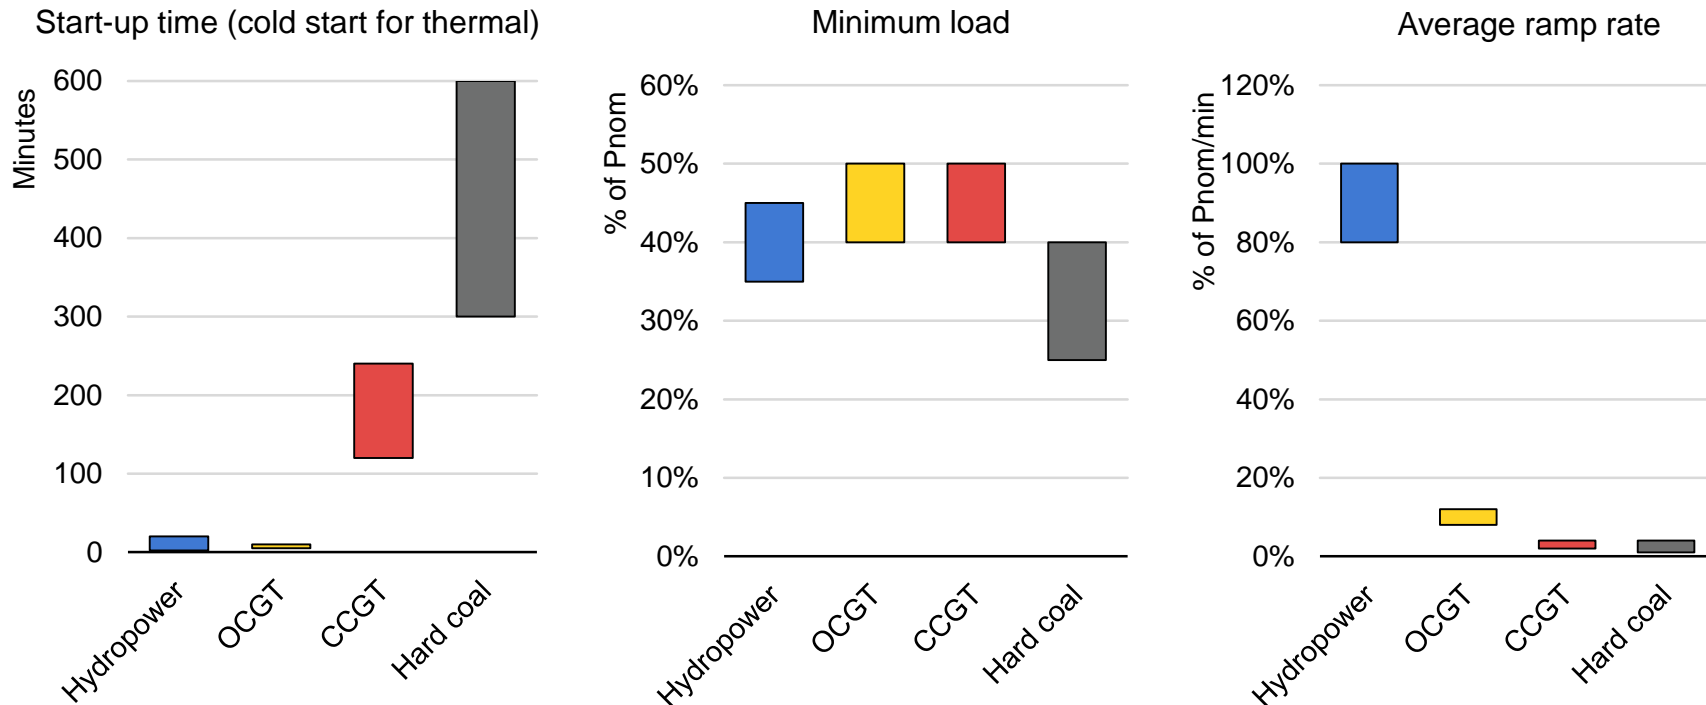 Start-up time (cold start for thermal)
Minutes
600
500
400
300
200
100
0
Hydropower
OCGT
CCGT
Hard coal
Minimum load
% of Pnom
60%
50%
40%
30%
20%
10%
0%
Hydropower
OCGT
CCGT
Hard coal
Average ramp rate
% of Pnom/min
120%
100%
80%
60%
40%
20%
0%
Hydropower
OCGT
CCGT
Hard coal